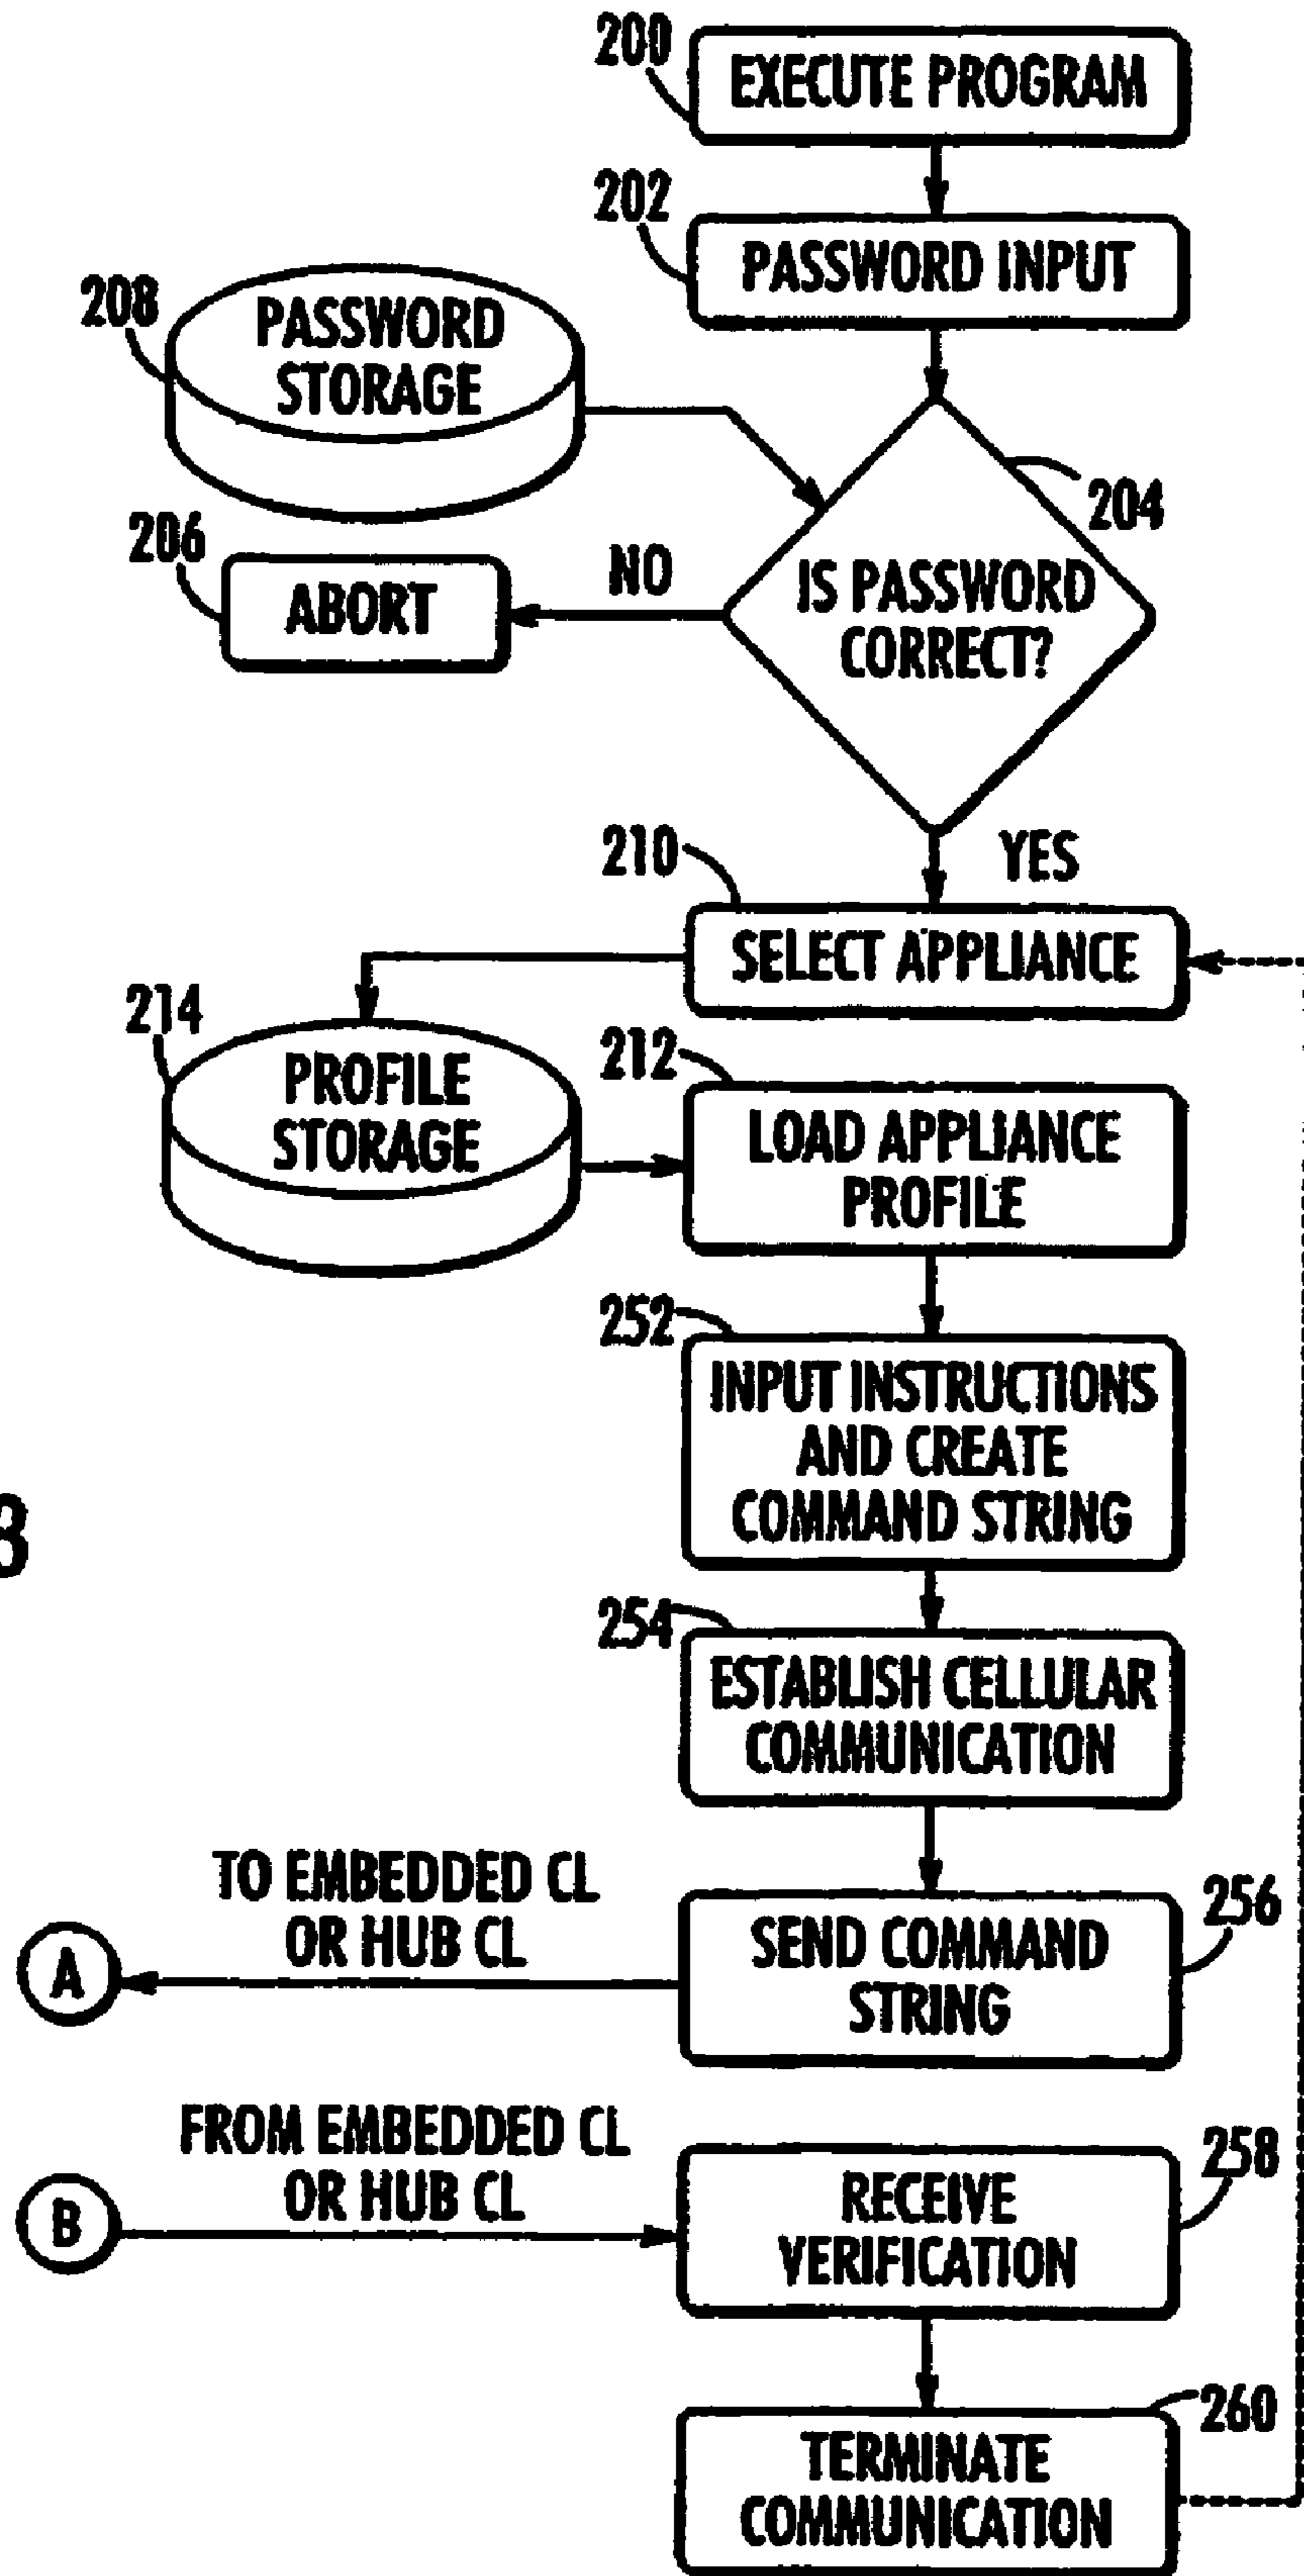 200
EXECUTE PROGRAM
202
PASSWORD INPUT
208
PASSWORD
STORAGE
204
206
ABORT
NO
IS PASSWORD
CORRECT?
YES
210
SELECT APPLIANCE
214
PROFILE
STORAGE
212
LOAD APPLIANCE
PROFILE
252
INPUT INSTRUCTIONS
AND CREATE
COMMAND STRING
254
ESTABLISH CELLULAR
COMMUNICATION
TO EMBEDDED CL
OR HUB CL
A
256
SEND COMMAND
STRING
FROM EMBEDDED CL
OR HUB CL
B
258
RECEIVE
VERIFICATION
260
TERMINATE
COMMUNICATION